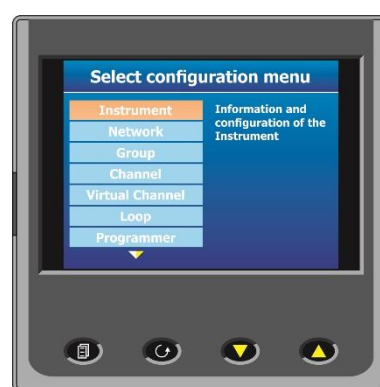 Select configuration menu
Instrument
Network
Group
Channel
Virtual Channel
Loop
Programmer
Information and
configuration of the
Instrument